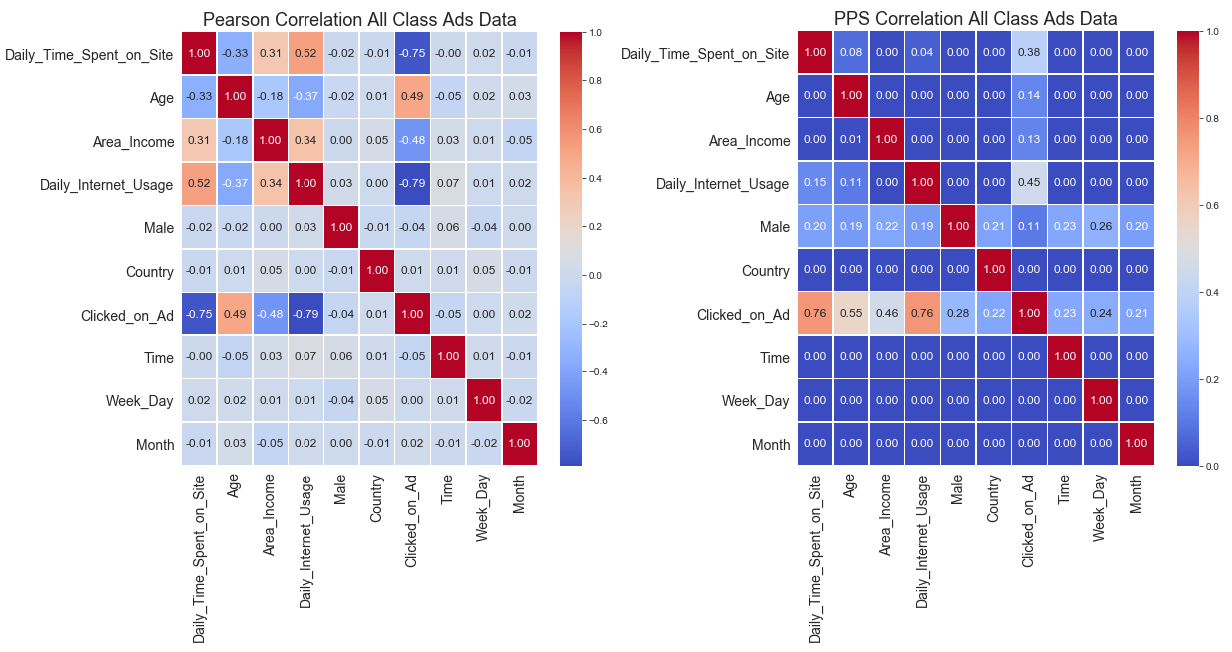 Pearson Correlation All Class Ads Data
Daily_Time_Spent_on_Site 1.00 -0.33 0.31 0.52 -0.02 -0.01 -0.75 -0.00 0.02 -0.01
Age -0.33 1.00 -0.18 -0.37 -0.02 0.01 0.49 -0.05 0.02 0.03
Area_Income 0.31 -0.18 1.00 0.34 0.00 0.05 -0.48 0.03 0.01 -0.05
Daily_Internet_Usage 0.52 -0.37 0.34 1.00 0.03 0.00 -0.79 0.07 0.01 0.02
Male -0.02 -0.02 0.00 0.03 1.00 -0.01 -0.04 0.06 -0.04 0.00
Country -0.01 0.01 0.05 0.00 -0.01 1.00 0.01 0.01 0.05 -0.01
Clicked_on_Ad -0.75 0.49 -0.48 -0.79 -0.04 0.01 1.00 -0.05 0.00 0.02
Time -0.00 -0.05 0.03 0.07 0.06 0.01 -0.05 1.00 0.01 -0.01
Week_Day 0.02 0.02 0.01 0.01 -0.04 0.05 0.00 0.01 1.00 -0.02
Month -0.01 0.03 -0.05 0.02 0.00 -0.01 0.02 -0.01 -0.02 1.00
Daily_Time_Spent_on_Site
Age
Area_Income
Daily_Internet_Usage
Male
Country
Clicked_on_Ad
Time
Week_Day
Month
1.0
0.8
0.6
0.4
0.2
0.0
−0.2
−0.4
−0.6
PPS Correlation All Class Ads Data
Daily_Time_Spent_on_Site 1.00 0.08 0.00 0.04 0.00 0.00 0.38 0.00 0.00 0.00
Age 0.00 1.00 0.00 0.00 0.00 0.00 0.14 0.00 0.00 0.00
Area_Income 0.00 0.01 1.00 0.00 0.00 0.00 0.13 0.00 0.00 0.00
Daily_Internet_Usage 0.15 0.11 0.00 1.00 0.00 0.00 0.45 0.00 0.00 0.00
Male 0.20 0.19 0.22 0.19 1.00 0.21 0.11 0.23 0.26 0.20
Country 0.00 0.00 0.00 0.00 0.00 1.00 0.00 0.00 0.00 0.00
Clicked_on_Ad 0.76 0.55 0.46 0.76 0.28 0.22 1.00 0.23 0.24 0.21
Time 0.00 0.00 0.00 0.00 0.00 0.00 0.00 1.00 0.00 0.00
Week_Day 0.00 0.00 0.00 0.00 0.00 0.00 0.00 0.00 1.00 0.00
Month 0.00 0.00 0.00 0.00 0.00 0.00 0.00 0.00 0.00 1.00
Daily_Time_Spent_on_Site
Age
Area_Income
Daily_Internet_Usage
Male
Country
Clicked_on_Ad
Time
Week_Day
Month
1.0
0.8
0.6
0.4
0.2
0.0